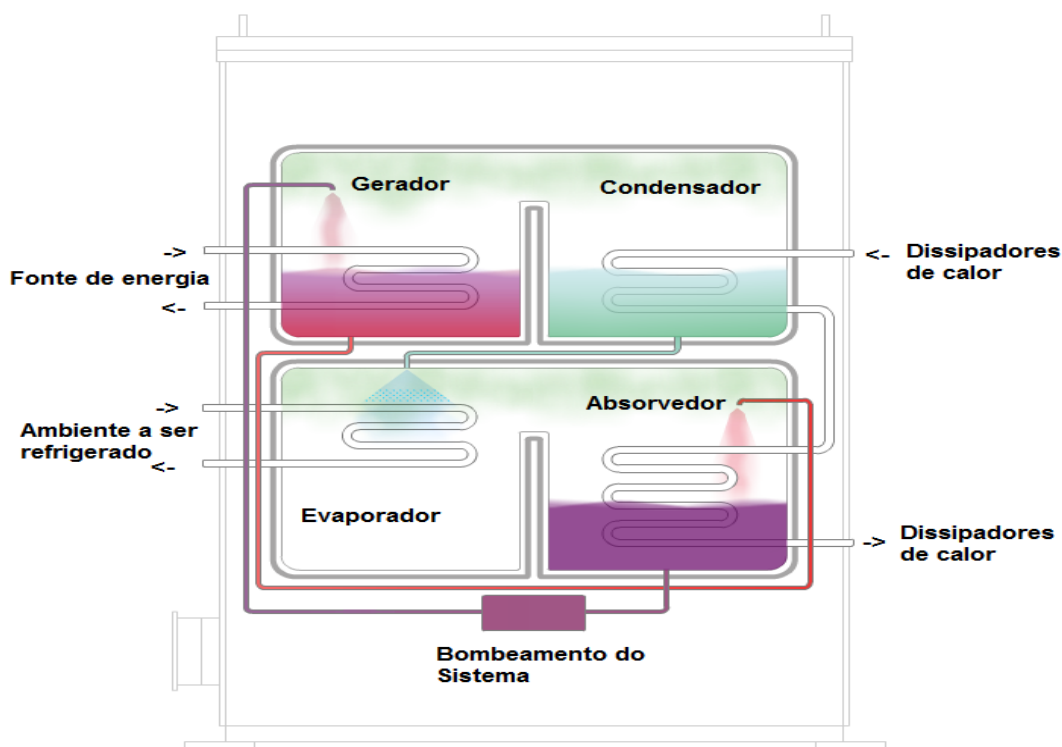 Gerador
Condensador
->
<-
Dissipadores
de calor
Fonte de energia
<-
Absorvedor
->
Ambiente a ser
refrigerado
<-
Evaporador
->
Dissipadores
de calor
Bombeamento do
Sistema